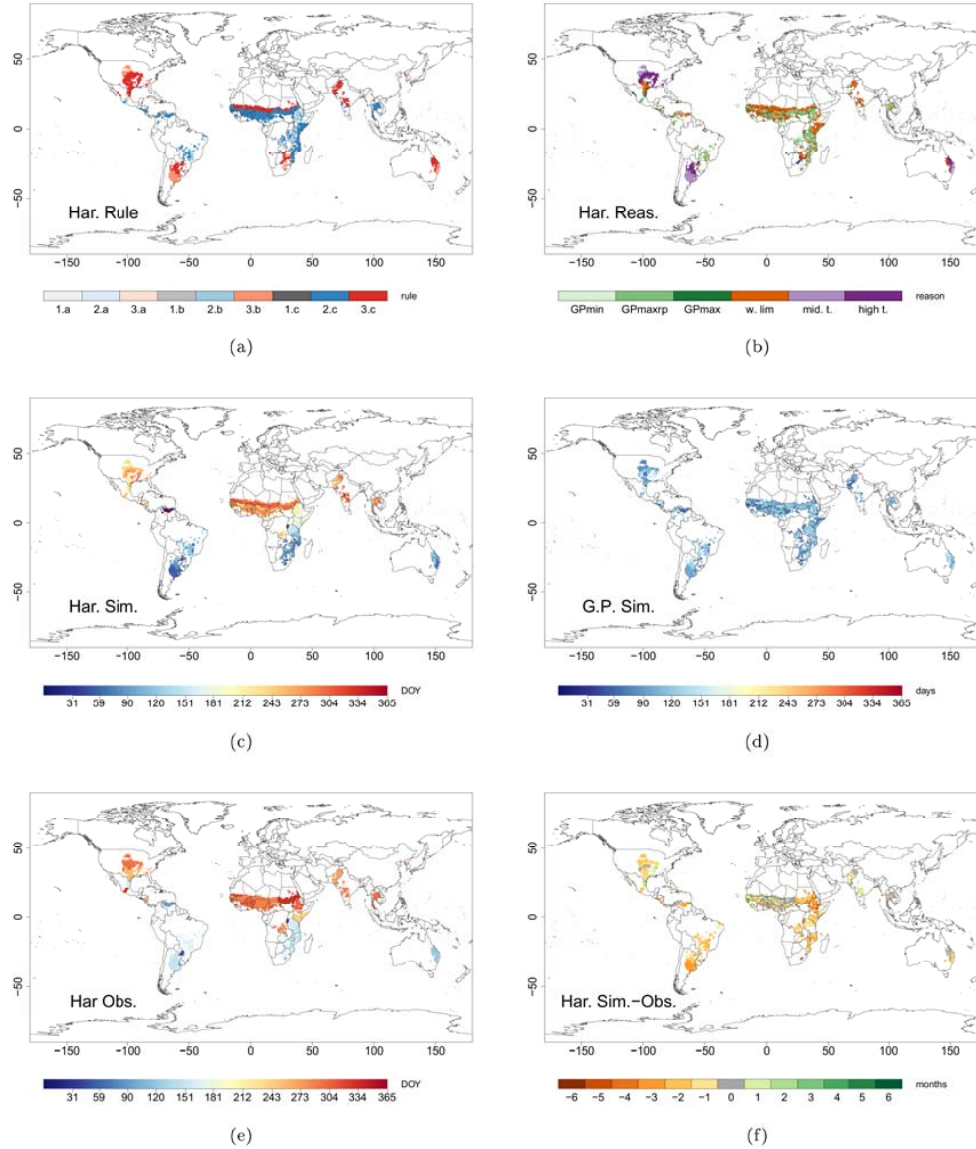 50
0
−50
Har. Rule
−150 −100 −50 0 50 100 150
rule
1.a 2.a 3.a 1.b 2.b 3.b 1.c 2.c 3.c
(a)
50
0
−50
Har. Reas.
−150 −100 −50 0 50 100 150
reason
GPmin GPmaxrp GPmax w. lim mid. t. high t.
(b)
50
0
−50
Har. Sim.
−150 −100 −50 0 50 100 150
DOY
31 59 90 120 151 181 212 243 273 304 334 365
(c)
50
0
−50
G.P. Sim.
−150 −100 −50 0 50 100 150
days
31 59 90 120 151 181 212 243 273 304 334 365
(d)
50
0
−50
Har Obs.
−150 −100 −50 0 50 100 150
DOY
31 59 90 120 151 181 212 243 273 304 334 365
(e)
50
0
−50
Har. Sim.−Obs.
−150 −100 −50 0 50 100 150
months
−6 −5 −4 −3 −2 −1 0 1 2 3 4 5 6
(f)